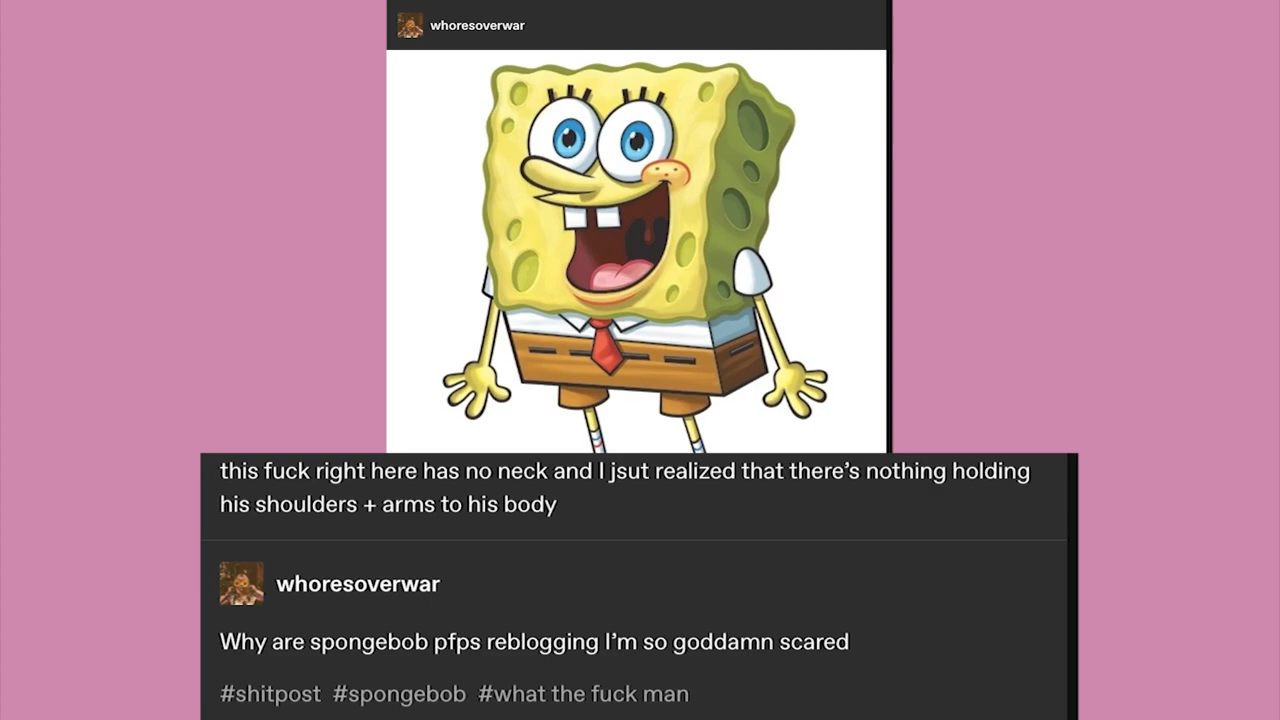 whoresoverwar
this fuck right here has no neck and I jsut realized that there's nothing holding
his shoulders + arms to his body
whoresoverwar
Why are spongebob pfps reblogging I'm so goddamn scared
#shitpost #spongebob #what the fuck man